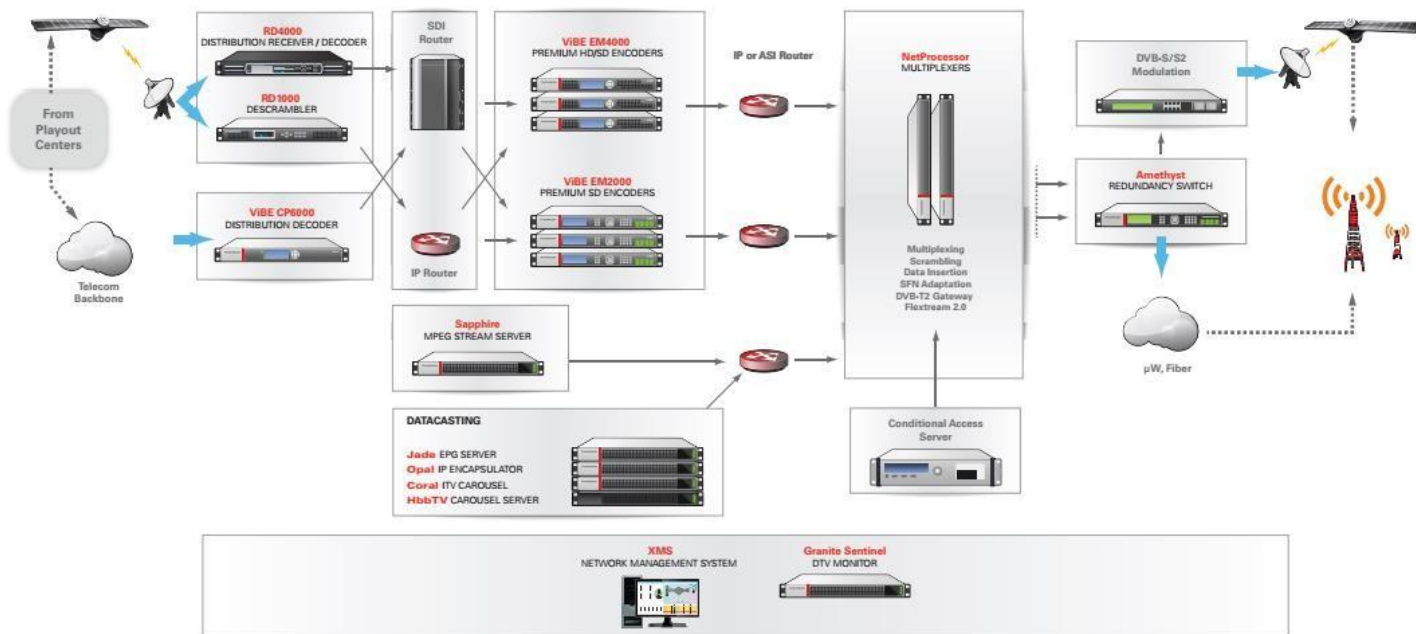 From
Playout
Centers
Telecom
Backbone
RD4000
DISTRIBUTION RECEIVER / DECODER
RD1000
DESCRAMBLER
ViBE CP6000
DISTRIBUTION DECODER
SDI
Router
IP Router
ViBE EM4000
PREMIUM HD/SD ENCODERS
ViBE EM2000
PREMIUM SD ENCODERS
IP or ASI Router
NetProcessor
MULTIPLEXERS
Multiplexing
Scrambling
Data Insertion
SFN Adaptation
DVB-T2 Gateway
Flextream 2.0
DVB-S/S2
Modulation
Amethyst
REDUNDANCY SWITCH
µW, Fiber
Sapphire
MPEG STREAM SERVER
DATACASTING
Jade EPG SERVER
Opal IP ENCAPSULATOR
Coral ITV CAROUSEL
HbbTV CAROUSEL SERVER
Conditional Access
Server
XMS
NETWORK MANAGEMENT SYSTEM
Granite Sentinel
DTV MONITOR